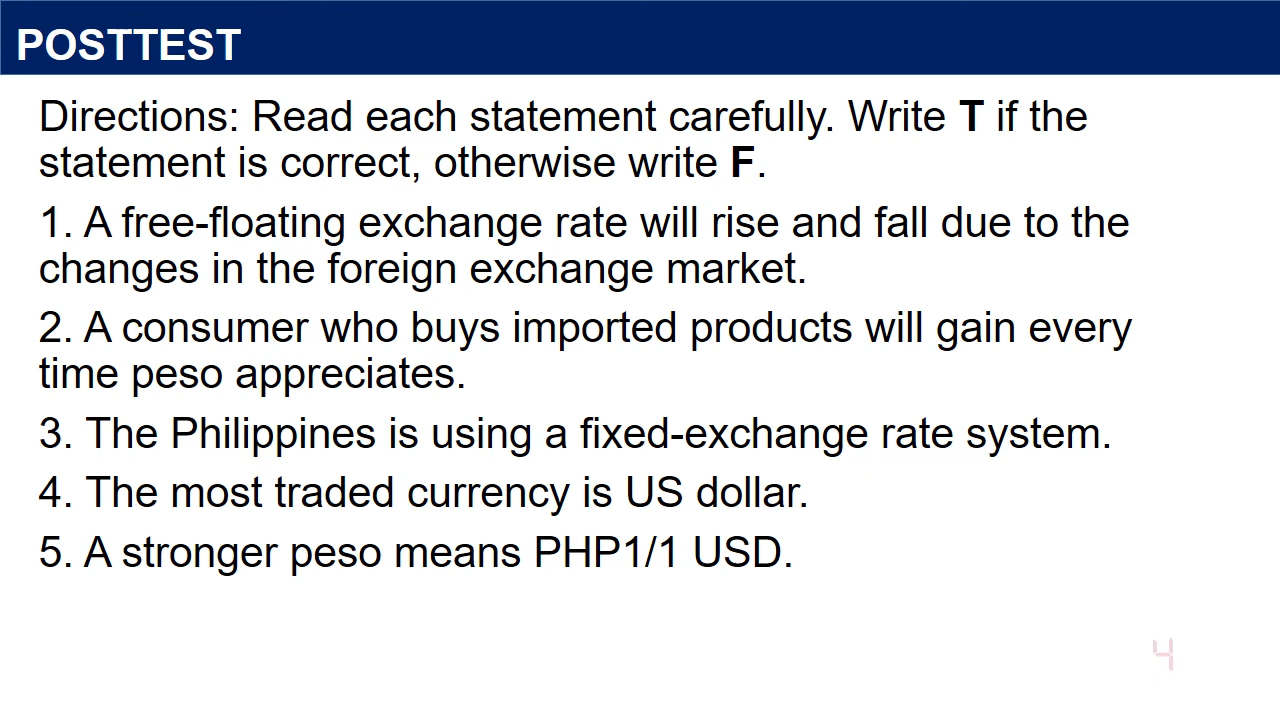 POSTTEST
Directions: Read each statement carefully. Write T if the
statement is correct, otherwise write F.
1. A free-floating exchange rate will rise and fall due to the
changes in the foreign exchange market.
2. A consumer who buys imported products will gain every
time peso appreciates.
3. The Philippines is using a fixed-exchange rate system.
4. The most traded currency is US dollar.
5. A stronger peso means PHP1/1 USD.
4